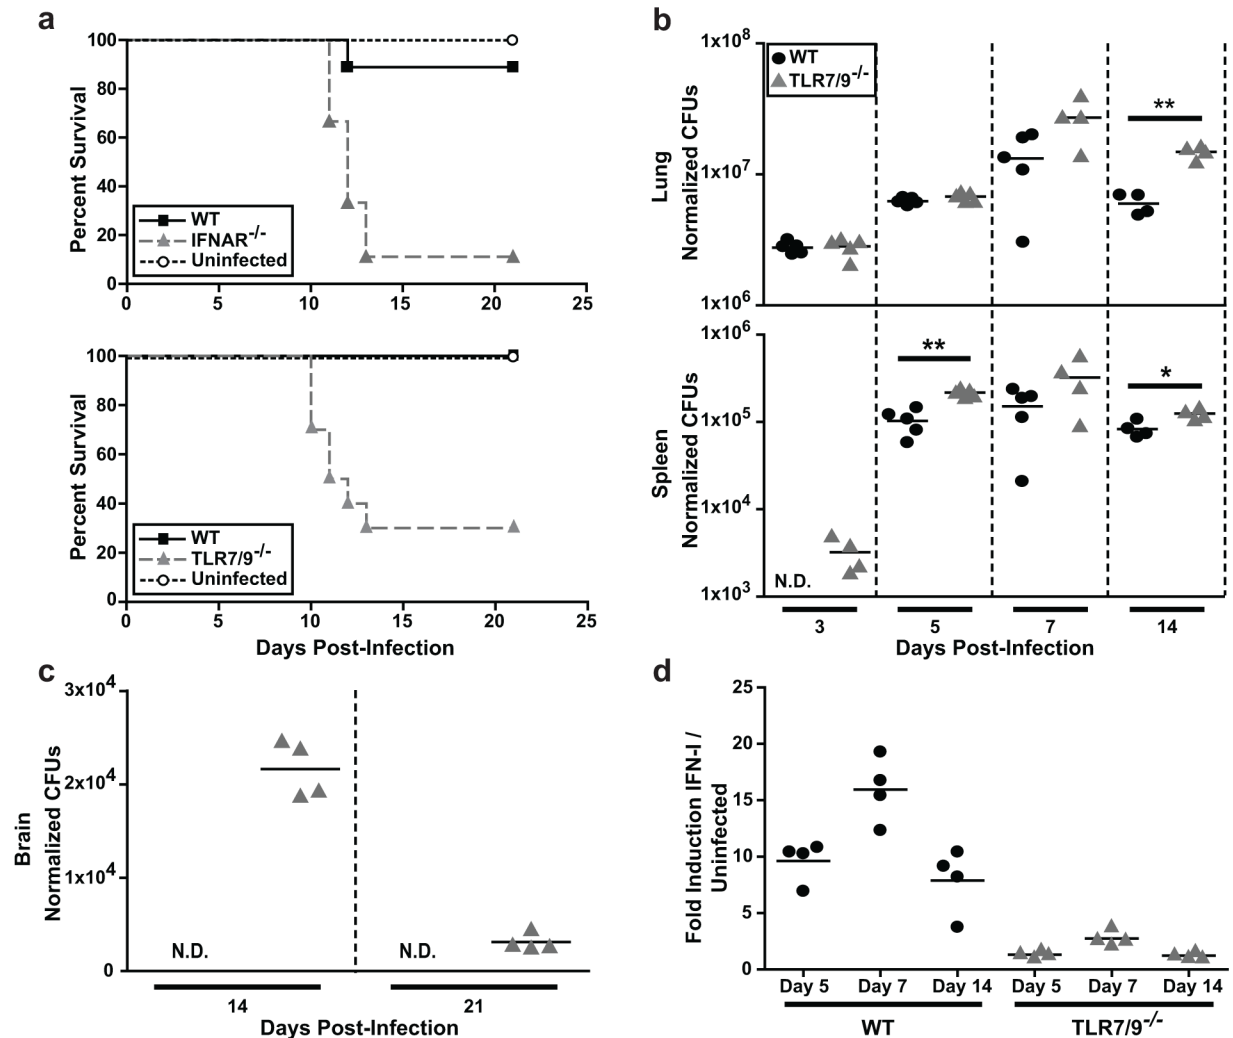 a
100
80
60
40
20
0
Percent Survival
WT
IFNAR-/-
Uninfected
0 5 10 15 20 25
100
80
60
40
20
0
Percent Survival
WT
TLR7/9-/-
Uninfected
0 5 10 15 20 25
Days Post-Infection
b
1x10^8
1x10^7
1x10^6
Lung
Normalized CFUs
WT
TLR7/9-/-
**
1x10^6
1x10^5
1x10^4
1x10^3
Spleen
Normalized CFUs
**
*
N.D.
3 5 7 14
Days Post-Infection
c
3x10^4
2x10^4
1x10^4
0
Brain
Normalized CFUs
N.D. N.D.
14 21
Days Post-Infection
d
25
20
15
10
5
0
Fold Induction IFN-I /
Uninfected
Day 5 Day 7 Day 14 Day 5 Day 7 Day 14
WT TLR7/9-/-